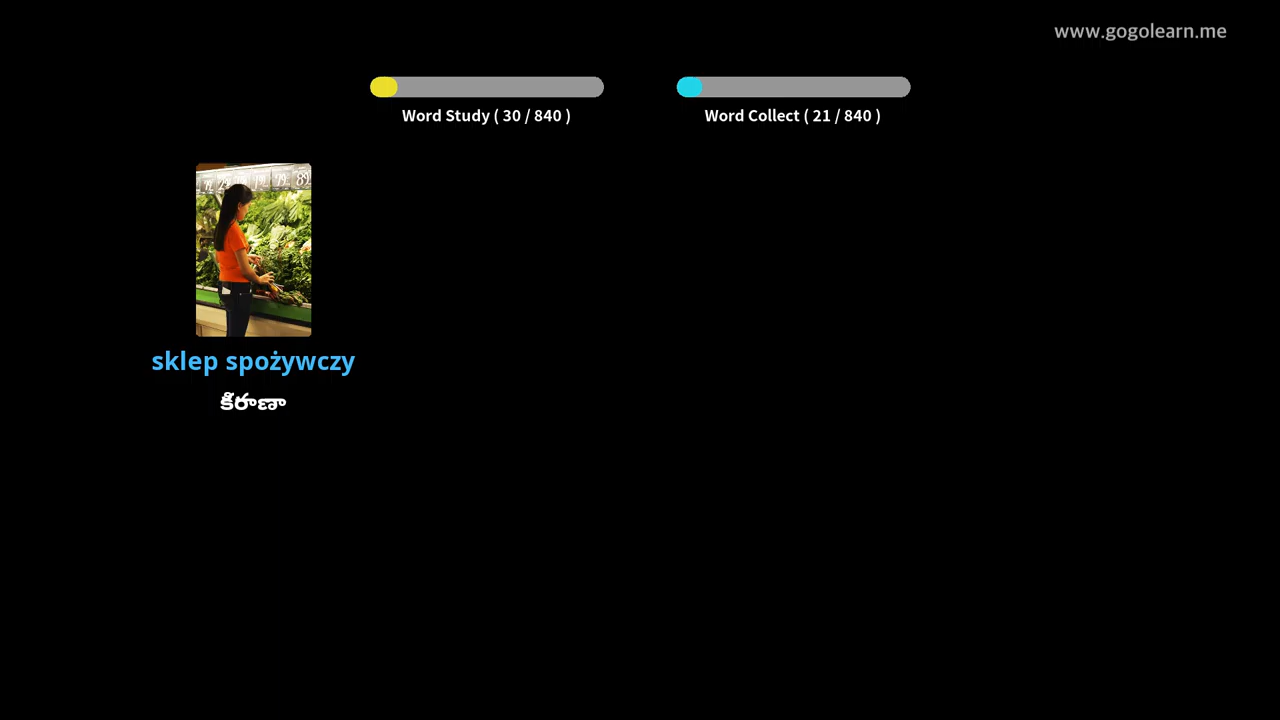 www.gogolearn.me
Word Study ( 30 / 840 )
Word Collect ( 21 / 840 )
sklep spożywczy
కిరాణా